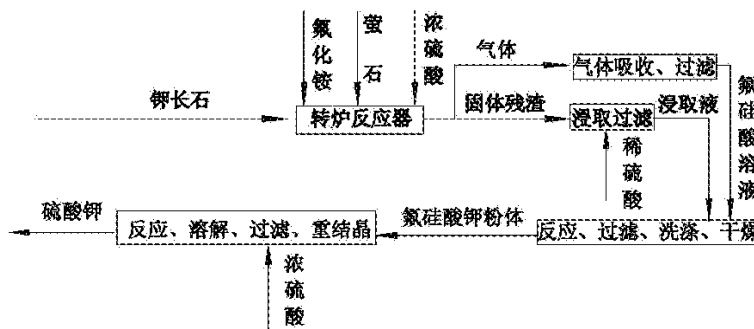 氟化铵
萤石
浓硫酸
气体
气体吸收、过滤
钾长石
转炉反应器
固体残渣
浸取过滤
浸取液
氟硅酸溶液
稀硫酸
硫酸钾
反应、溶解、过滤、重结晶
氟硅酸钾粉体
反应、过滤、洗涤、干燥
浓硫酸